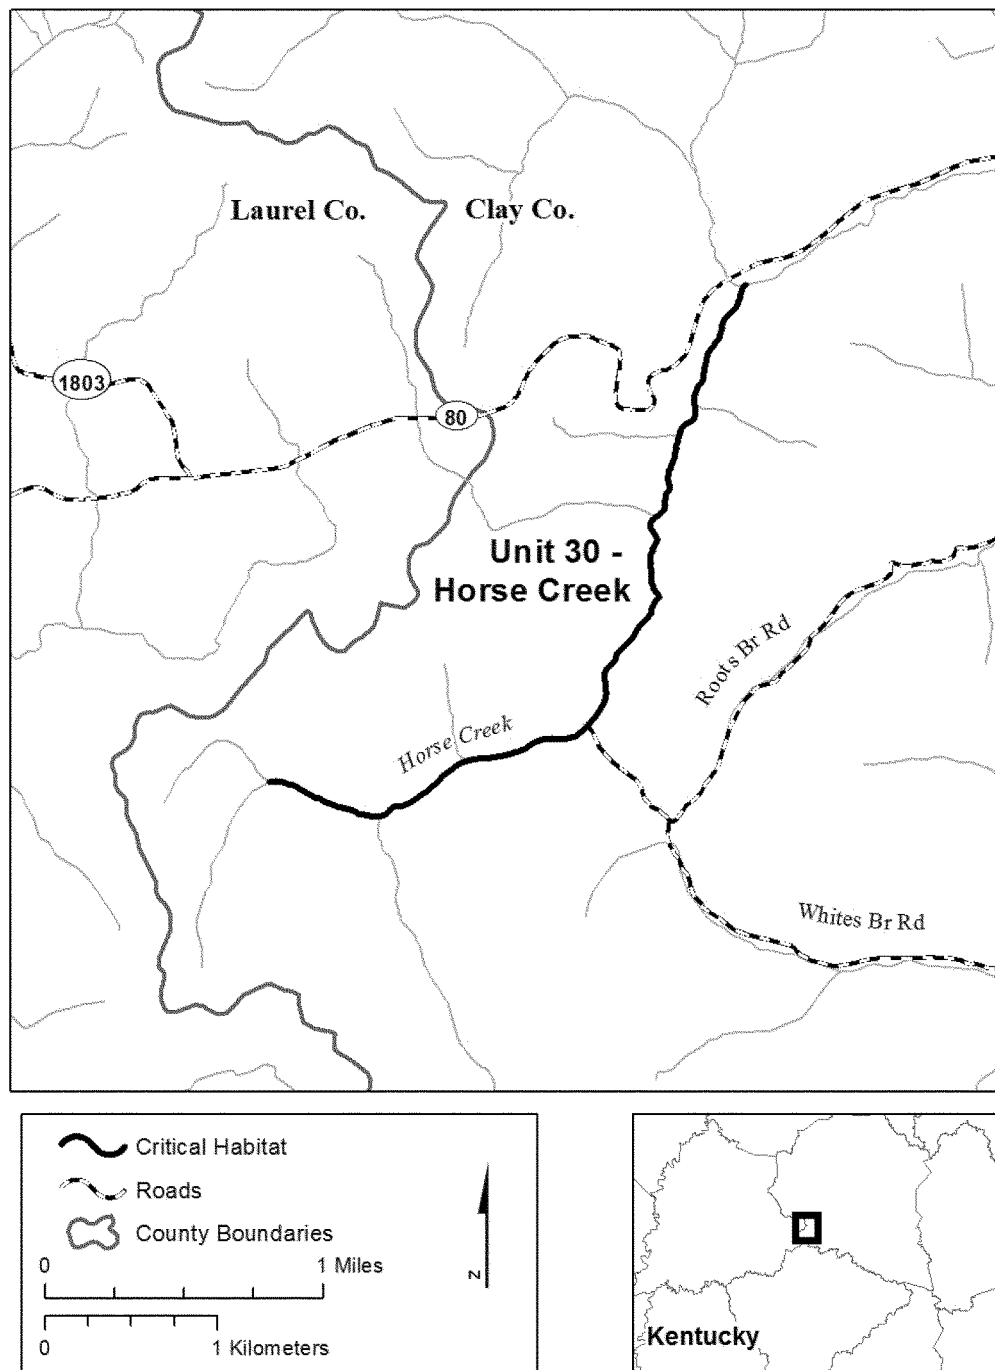 Laurel Co.
Clay Co.
1803
80
Unit 30 -
Horse Creek
Roots Br Rd
Horse Creek
Whites Br Rd
Critical Habitat
Roads
County Boundaries
0 1 Miles
0 1 Kilometers
N
Kentucky